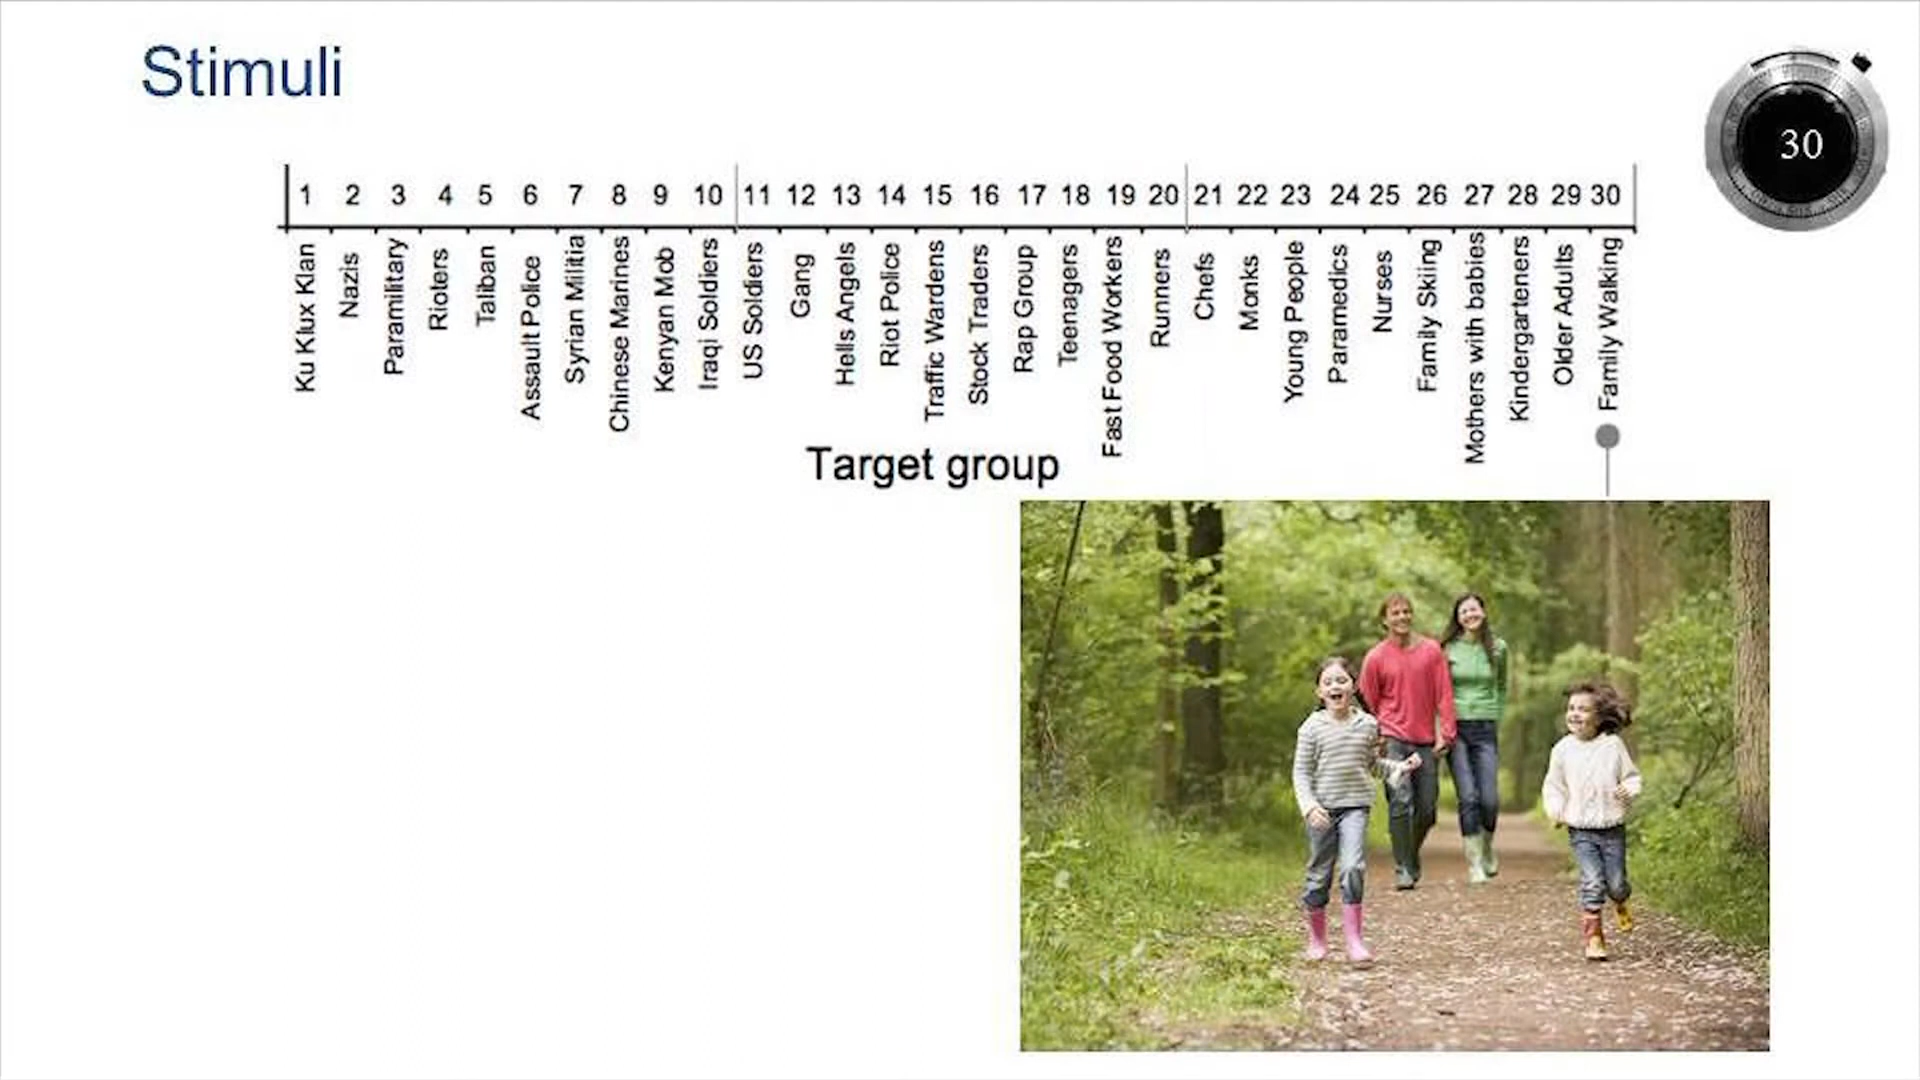 Stimuli
30
1 2 3 4 5 6 7 8 9 10 11 12 13 14 15 16 17 18 19 20 21 22 23 24 25 26 27 28 29 30
Ku Klux Klan
Nazis
Paramilitary
Rioters
Taliban
Assault Police
Syrian Militia
Chinese Marines
Kenyan Mob
Iraqi Soldiers
US Soldiers
Gang
Hells Angels
Riot Police
Traffic Wardens
Stock Traders
Rap Group
Teenagers
Fast Food Workers
Runners
Chefs
Monks
Young People
Paramedics
Nurses
Family Skiing
Mothers with babies
Kindergarteners
Older Adults
Family Walking
Target group